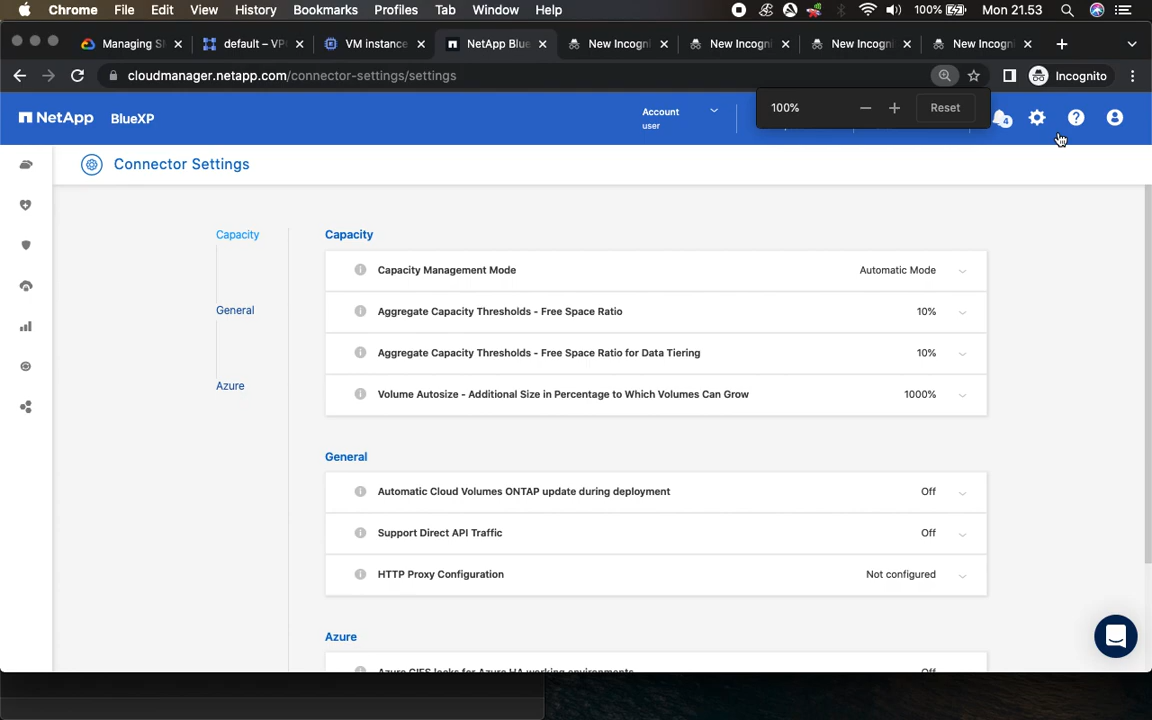 Chrome File Edit View History Bookmarks Profiles Tab Window Help 100% Mon 21.53
Managing S default – VP VM instance NetApp Blue New Incogni New Incogni New Incogni New Incogni
cloudmanager.netapp.com/connector-settings/settings Incognito
NetApp BlueXP Account user 100% Reset 4
Connector Settings
Capacity
General
Azure
Capacity
Capacity Management Mode Automatic Mode
Aggregate Capacity Thresholds - Free Space Ratio 10%
Aggregate Capacity Thresholds - Free Space Ratio for Data Tiering 10%
Volume Autosize - Additional Size in Percentage to Which Volumes Can Grow 1000%
General
Automatic Cloud Volumes ONTAP update during deployment Off
Support Direct API Traffic Off
HTTP Proxy Configuration Not configured
Azure
Azure CIFS locks for Azure HA working environments Off